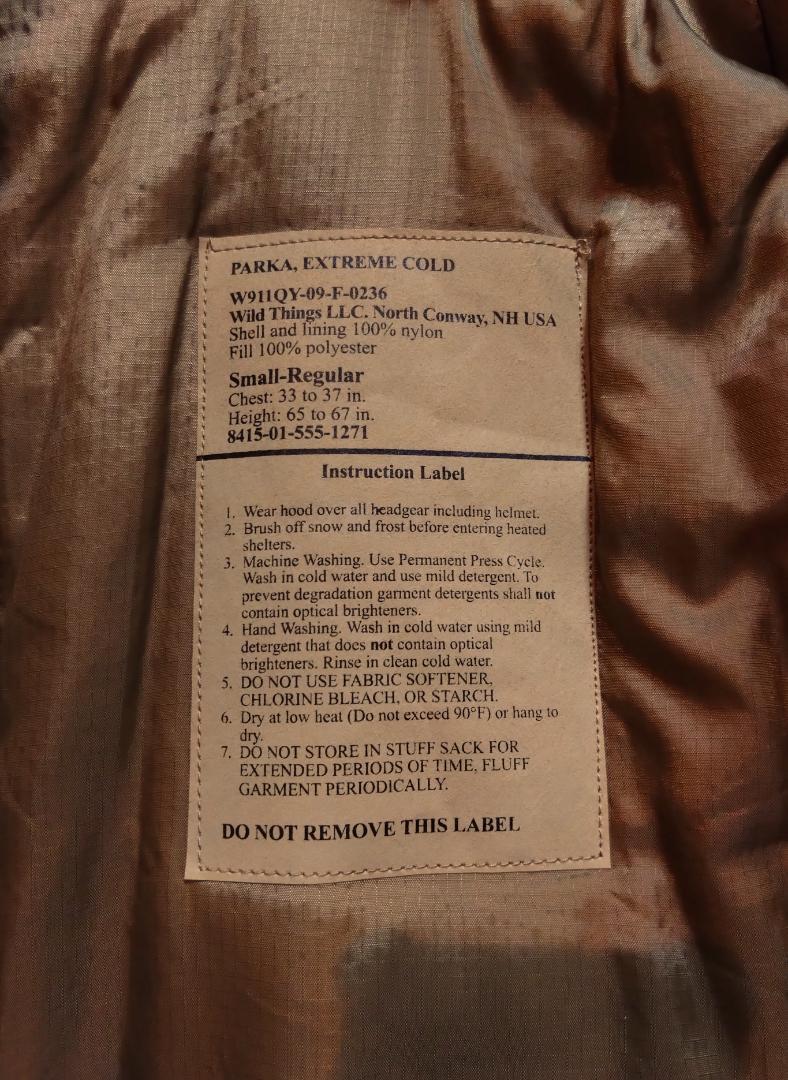 PARKA, EXTREME COLD
W911QY-09-F-0236
Wild Things LLC. North Conway, NH USA
Shell and lining 100% nylon
Fill 100% polyester
Small-Regular
Chest: 33 to 37 in.
Height: 65 to 67 in.
8415-01-555-1271
Instruction Label
1. Wear hood over all headgear including helmet.
2. Brush off snow and frost before entering heated
shelters.
3. Machine Washing. Use Permanent Press Cycle.
Wash in cold water and use mild detergent. To
prevent degradation garment detergents shall not
contain optical brighteners.
4. Hand Washing. Wash in cold water using mild
detergent that does not contain optical
brighteners. Rinse in clean cold water.
5. DO NOT USE FABRIC SOFTENER,
CHLORINE BLEACH, OR STARCH.
6. Dry at low heat (Do not exceed 90°F) or hang to
dry.
7. DO NOT STORE IN STUFF SACK FOR
EXTENDED PERIODS OF TIME, FLUFF
GARMENT PERIODICALLY.
DO NOT REMOVE THIS LABEL